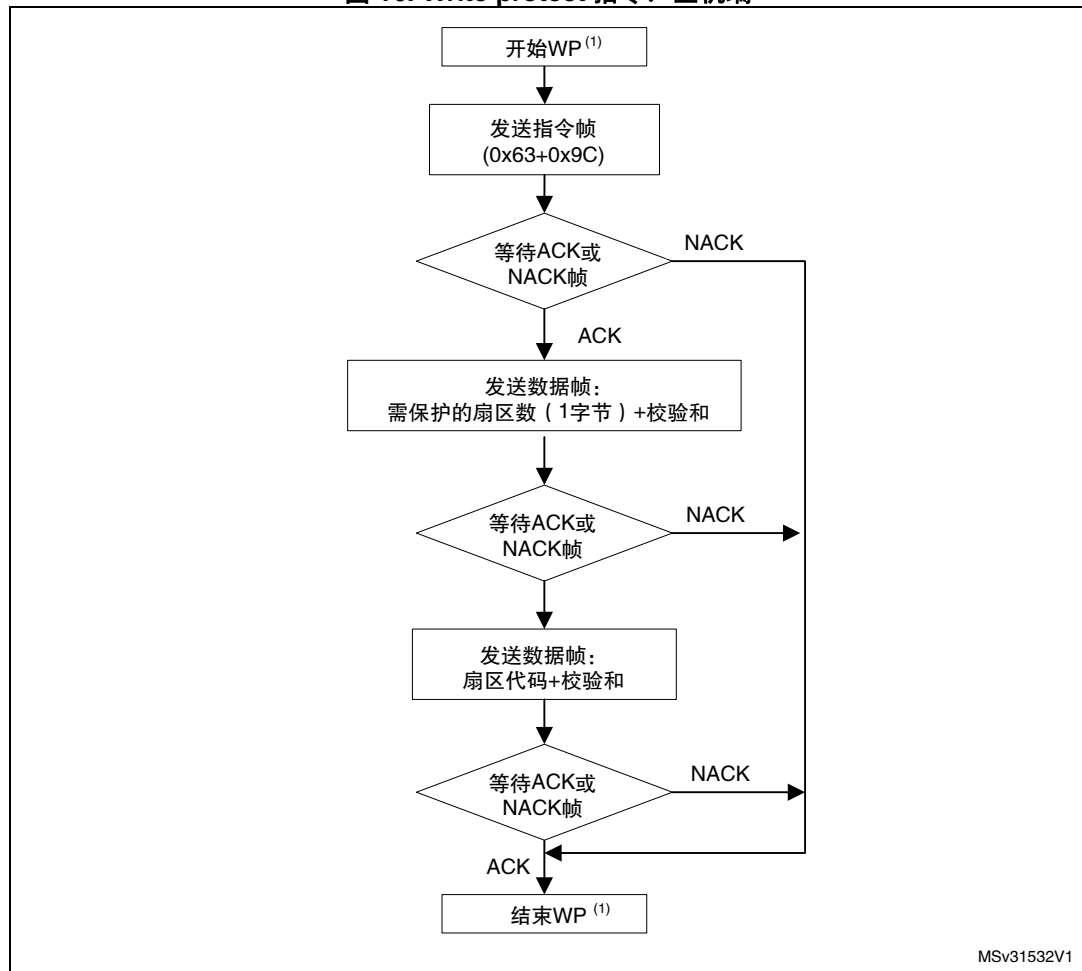 开始WP (1)
发送指令帧
(0x63+0x9C)
等待ACK或
NACK帧
NACK
ACK
发送数据帧：
需保护的扇区数（1字节）+校验和
等待ACK或
NACK帧
NACK
发送数据帧：
扇区代码+校验和
等待ACK或
NACK帧
NACK
ACK
结束WP (1)
MSv31532V1